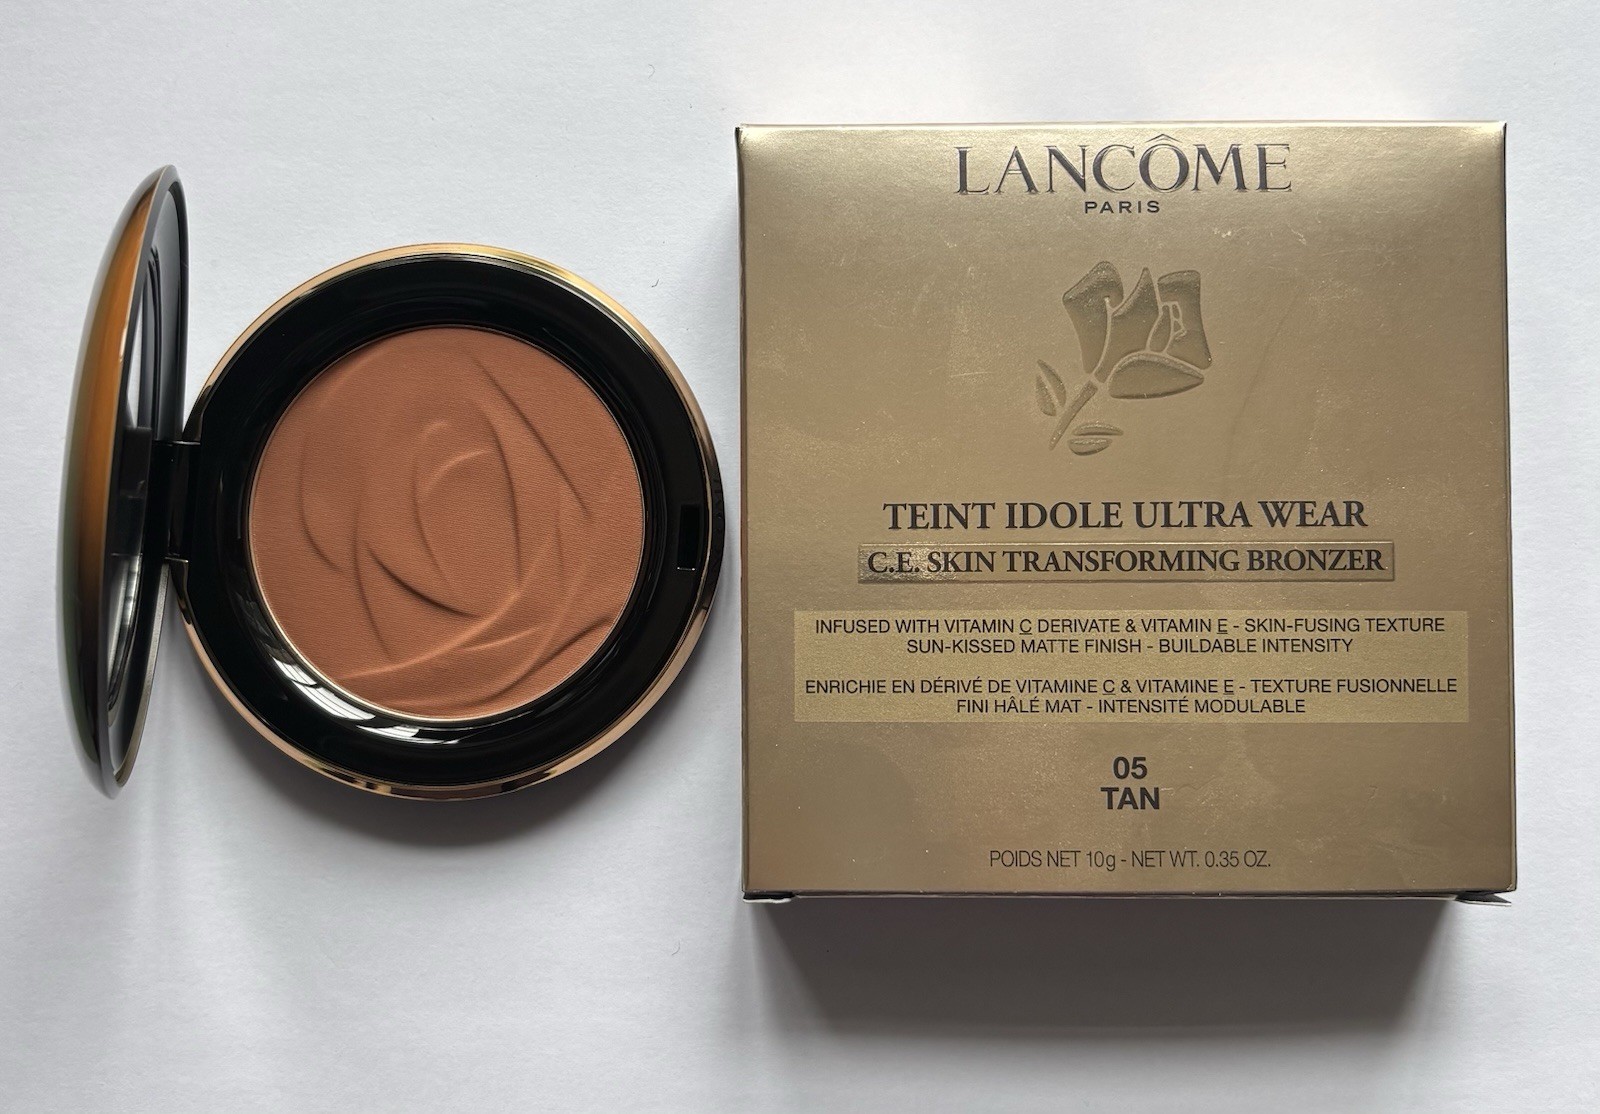 LANCÔME
PARIS
TEINT IDOLE ULTRA WEAR
C.E. SKIN TRANSFORMING BRONZER
INFUSED WITH VITAMIN C DERIVATE & VITAMIN E - SKIN-FUSING TEXTURE
SUN-KISSED MATTE FINISH - BUILDABLE INTENSITY
ENRICHIE EN DÉRIVÉ DE VITAMINE C & VITAMINE E - TEXTURE FUSIONNELLE
FINI HÂLÉ MAT - INTENSITÉ MODULABLE
05
TAN
POIDS NET 10g - NET WT. 0.35 OZ.